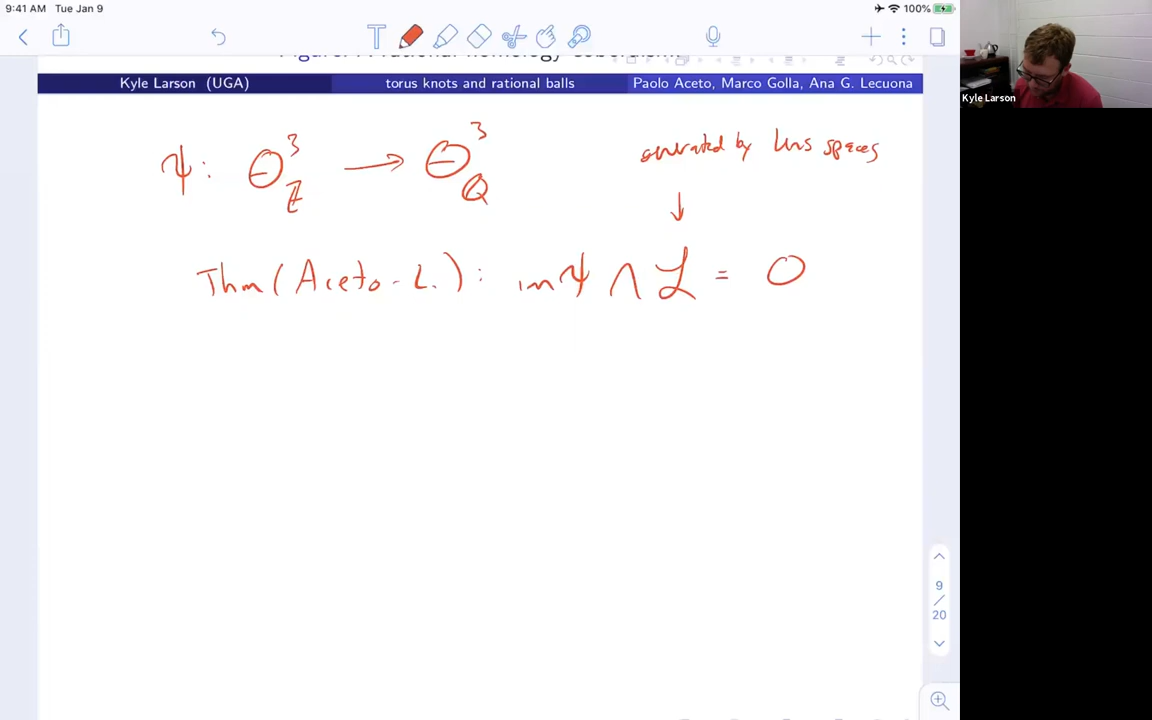 9:41 AM Tue Jan 9
100%
Kyle Larson (UGA)
torus knots and rational balls
Paolo Aceto, Marco Golla, Ana G. Lecuona
Kyle Larson
generated by lens spaces
ψ: Θ³_Z → Θ³_Q
↓
Thm (Aceto-L.): imψ ∩ ℒ = 0
9
/
20